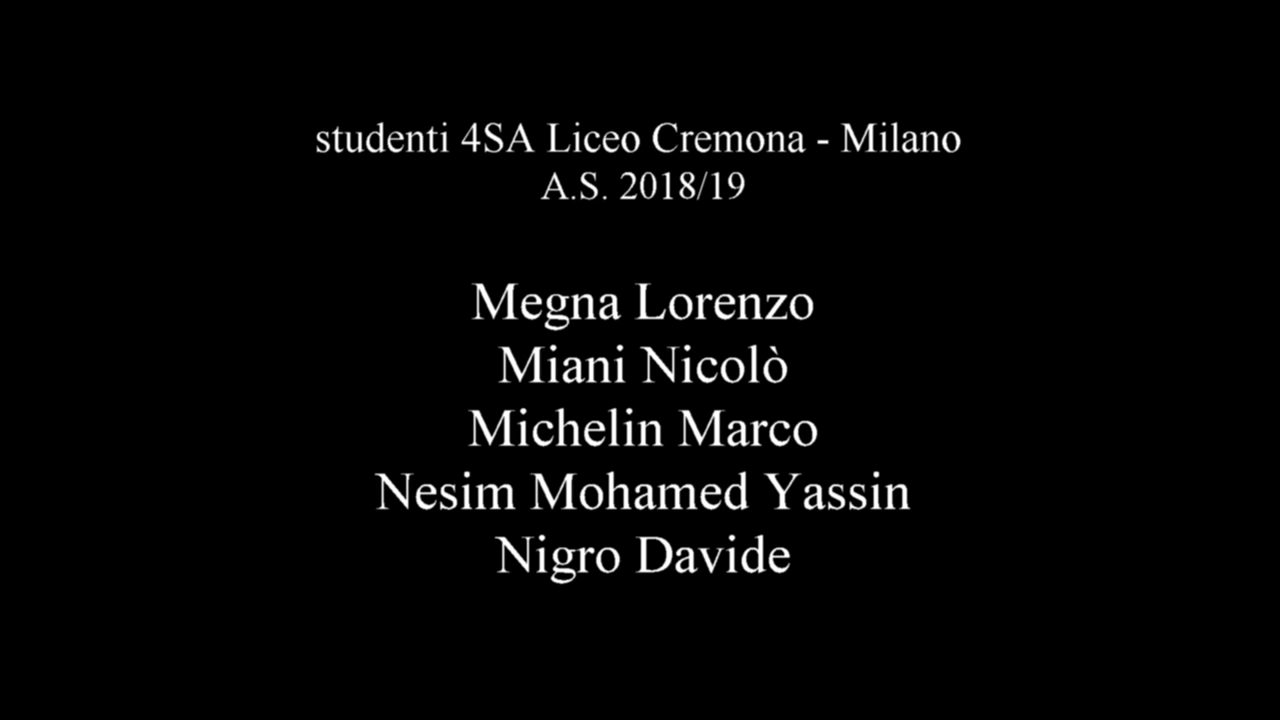 studenti 4SA Liceo Cremona - Milano
A.S. 2018/19
Megna Lorenzo
Miani Nicolò
Michelin Marco
Nesim Mohamed Yassin
Nigro Davide